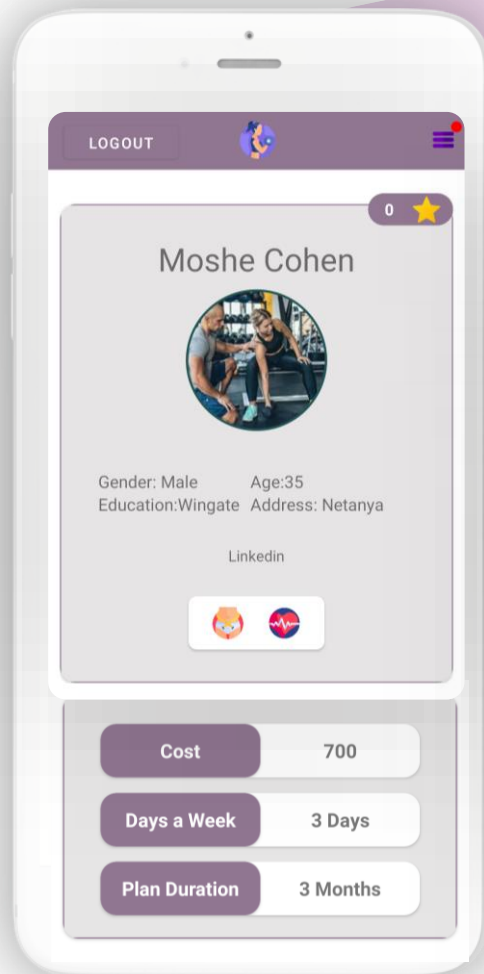 LOGOUT
0
Moshe Cohen
Gender: Male Age:35
Education:Wingate Address: Netanya
Linkedin
Cost 700
Days a Week 3 Days
Plan Duration 3 Months